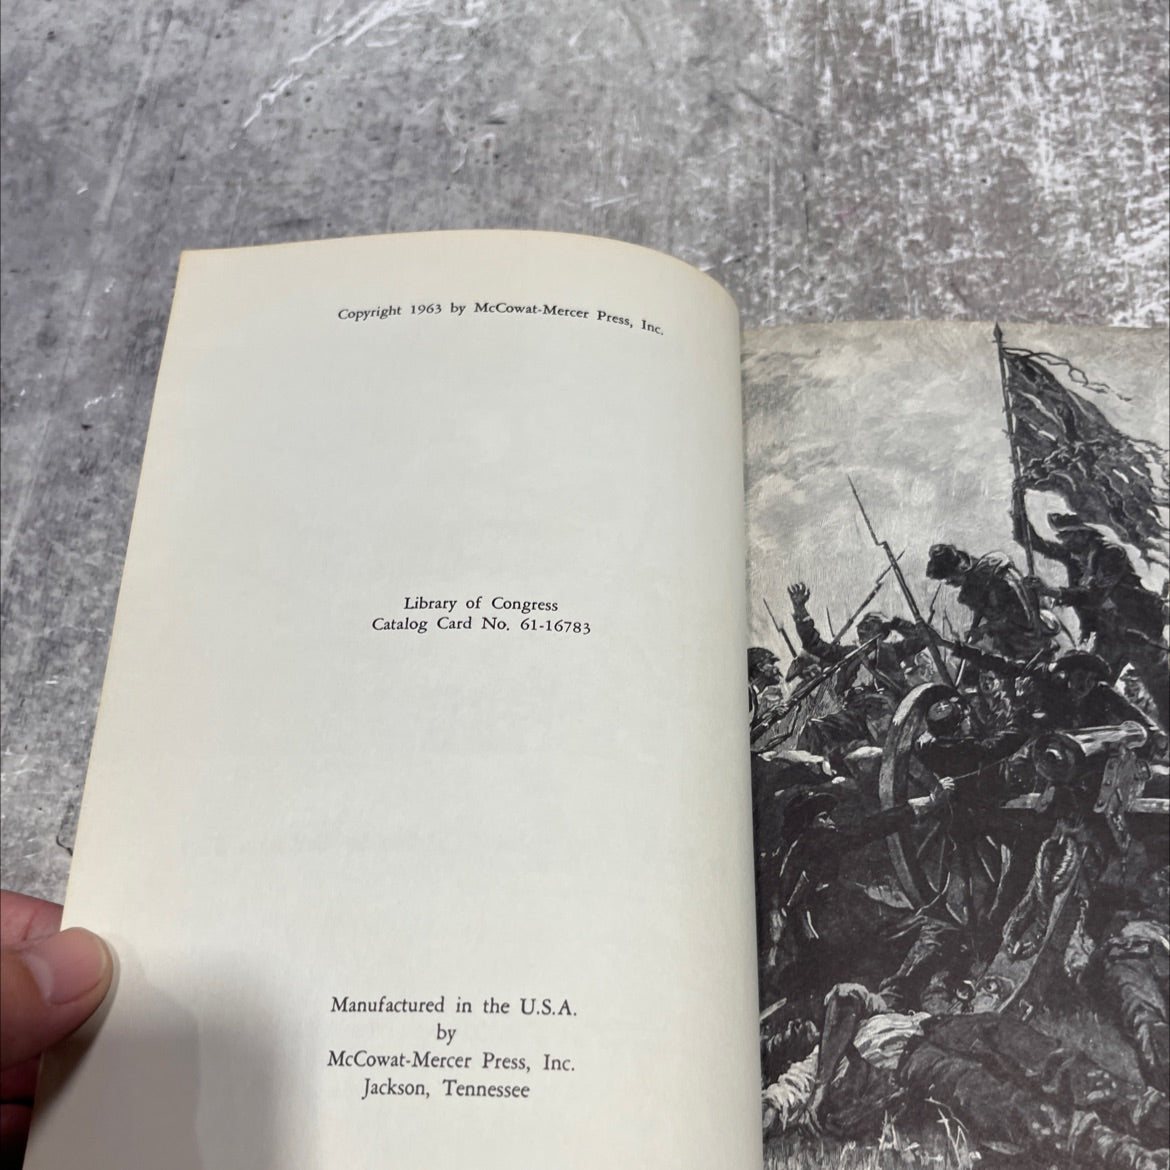 Copyright 1963 by McCowat-Mercer Press, Inc.
Library of Congress
Catalog Card No. 61-16783
Manufactured in the U.S.A.
by
McCowat-Mercer Press, Inc.
Jackson, Tennessee